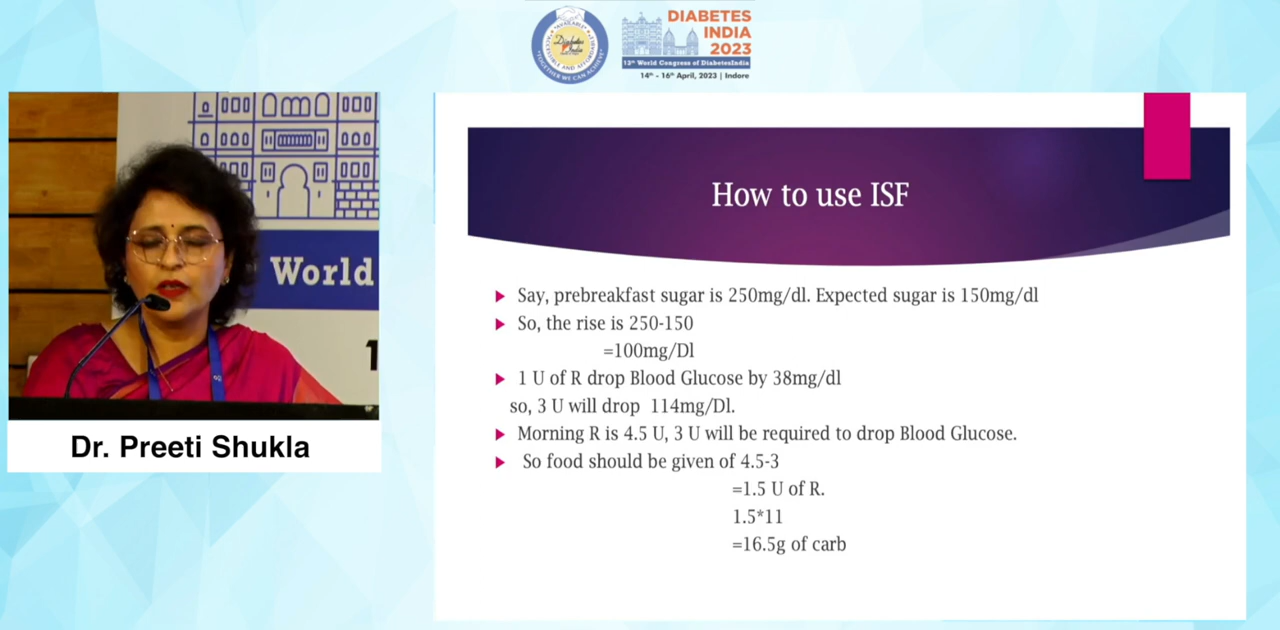 DIABETES
INDIA
2023
13th World Congress of DiabetesIndia
14th - 16th April, 2023 | Indore
How to use ISF
World
1
Say, prebreakfast sugar is 250mg/dl. Expected sugar is 150mg/dl
So, the rise is 250-150
=100mg/Dl
1 U of R drop Blood Glucose by 38mg/dl
so, 3 U will drop 114mg/Dl.
Morning R is 4.5 U, 3 U will be required to drop Blood Glucose.
So food should be given of 4.5-3
=1.5 U of R.
1.5*11
=16.5g of carb
Dr. Preeti Shukla